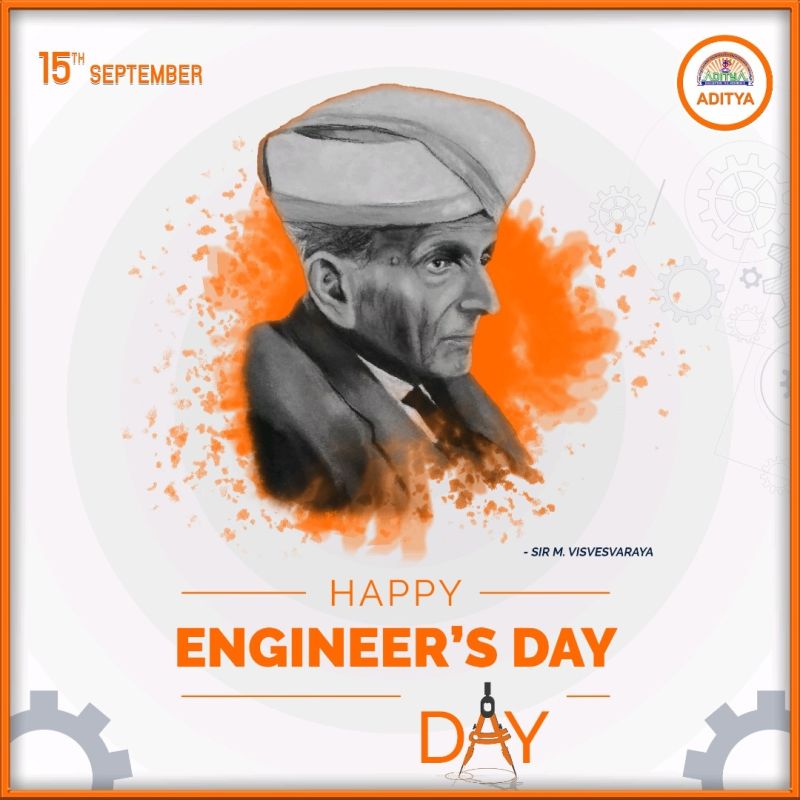 15TH SEPTEMBER
ADITYA
ADITYA
- SIR M. VISVESVARAYA
HAPPY
ENGINEER'S DAY
DAY